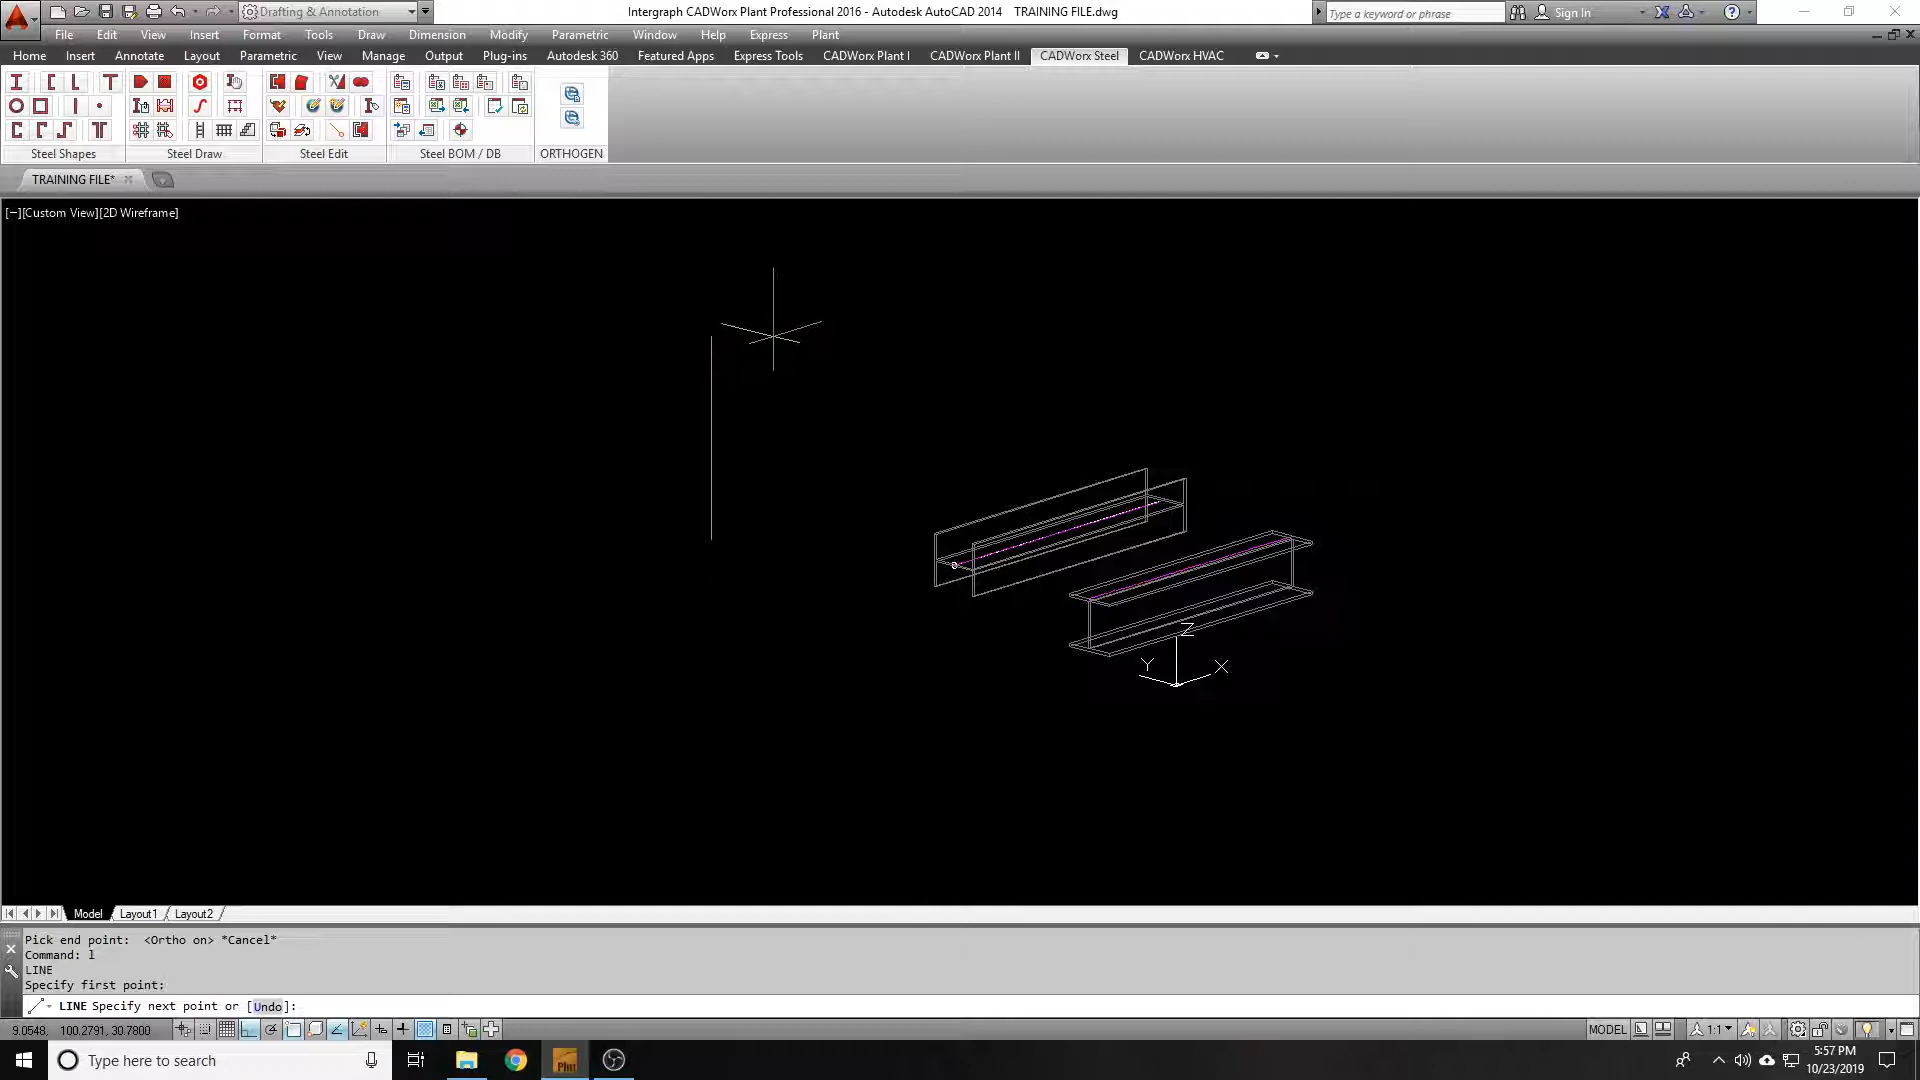 Drafting & Annotation
Intergraph CADWorx Plant Professional 2016 - Autodesk AutoCAD 2014 TRAINING FILE.dwg
Type a keyword or phrase
Sign In
File Edit View Insert Format Tools Draw Dimension Modify Parametric Window Help Express Plant
Home Insert Annotate Layout Parametric View Manage Output Plug-ins Autodesk 360 Featured Apps Express Tools CADWorx Plant I CADWorx Plant II CADWorx Steel CADWorx HVAC
Steel Shapes Steel Draw Steel Edit Steel BOM / DB ORTHOGEN
TRAINING FILE*
[−][Custom View][2D Wireframe]
Z
Y X
Model Layout1 Layout2
Pick end point: <Ortho on> *Cancel*
Command: l
LINE
Specify first point:
LINE Specify next point or [Undo]:
9.0548, 100.2791, 30.7800
MODEL
1:1
Type here to search
5:57 PM
10/23/2019